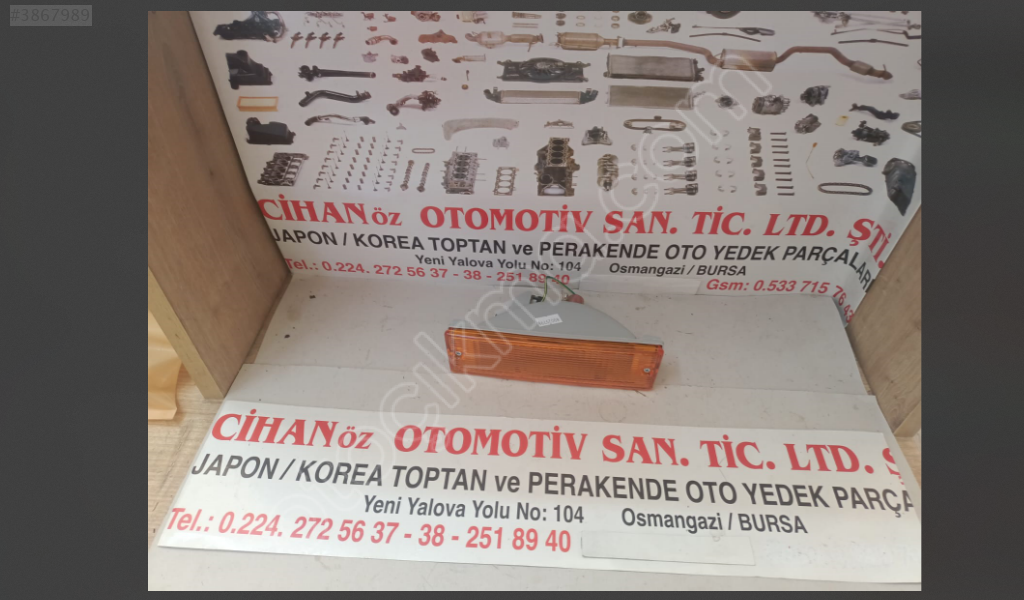 #3867989
CİHANöz OTOMOTİV SAN. TİC. LTD. ŞTİ.
JAPON / KOREA TOPTAN ve PERAKENDE OTO YEDEK PARÇALARI
Yeni Yalova Yolu No: 104 Osmangazi / BURSA
Tel.: 0.224. 272 56 37 - 38 - 251 89 40 Gsm: 0.533 715 76 43
CİHANöz OTOMOTİV SAN. TİC. LTD. Ş
JAPON / KOREA TOPTAN ve PERAKENDE OTO YEDEK PARÇA
Yeni Yalova Yolu No: 104 Osmangazi / BURSA
Tel.: 0.224. 272 56 37 - 38 - 251 89 40